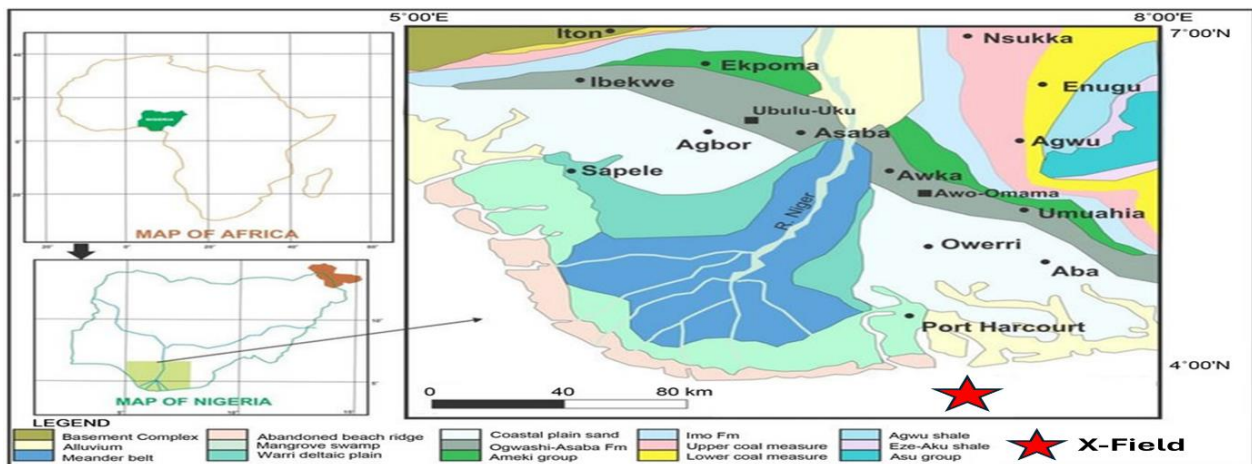 5°00'E
8°00'E
7°00'N
4°00'N
MAP OF AFRICA
NIGERIA
MAP OF NIGERIA
Iton
Nsukka
Ekpoma
Ibekwe
Enugu
Ubulu-Uku
Asaba
Agbor
Agwu
Sapele
Awka
Awo-Omama
Umuahia
R. Niger
Owerri
Aba
Port Harcourt
0 40 80 km
LEGEND
Basement Complex
Alluvium
Meander belt
Abandoned beach ridge
Mangrove swamp
Warri deltaic plain
Coastal plain sand
Ogwashi-Asaba Fm
Ameki group
Imo Fm
Upper coal measure
Lower coal measure
Agwu shale
Eze-Aku shale
Asu group
X-Field